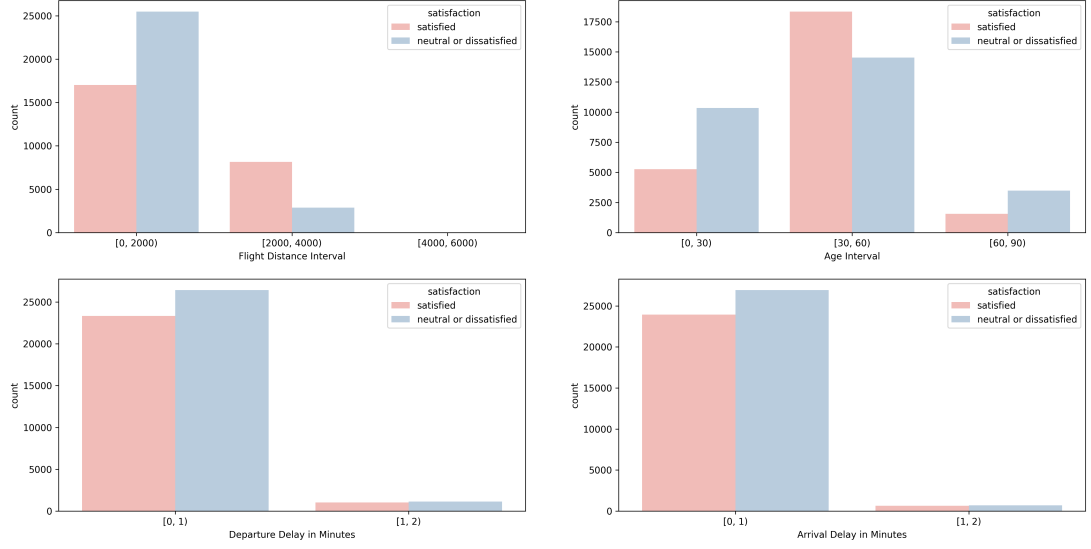 satisfaction
satisfied
neutral or dissatisfied
25000
20000
15000
10000
5000
0
count
[0, 2000)
[2000, 4000)
[4000, 6000)
Flight Distance Interval
satisfaction
satisfied
neutral or dissatisfied
17500
15000
12500
10000
7500
5000
2500
0
count
[0, 30)
[30, 60)
[60, 90)
Age Interval
satisfaction
satisfied
neutral or dissatisfied
25000
20000
15000
10000
5000
0
count
[0, 1)
[1, 2)
Departure Delay in Minutes
satisfaction
satisfied
neutral or dissatisfied
25000
20000
15000
10000
5000
0
count
[0, 1)
[1, 2)
Arrival Delay in Minutes